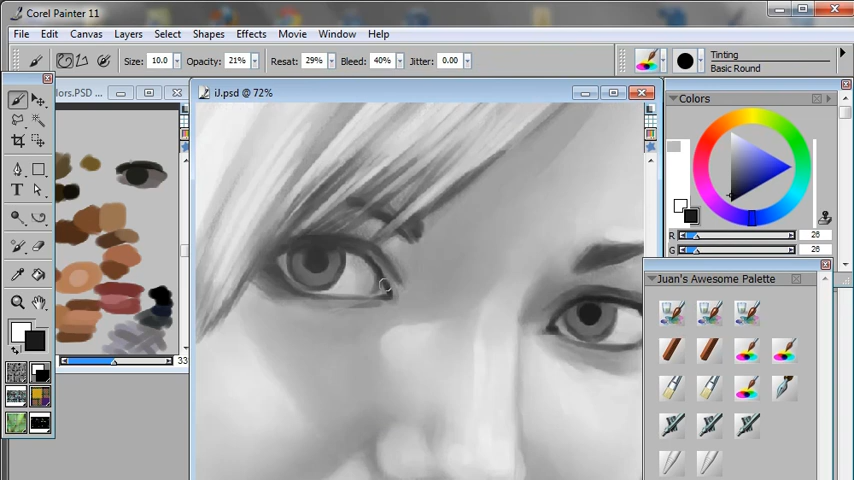 Corel Painter 11
File Edit Canvas Layers Select Shapes Effects Movie Window Help
Size: 10.0 Opacity: 21% Resat: 29% Bleed: 40% Jitter: 0.00
Tinting
Basic Round
lors.PSD ...
iJ.psd @ 72%
Colors
T
R 26
G 26
Juan's Awesome Palette
33